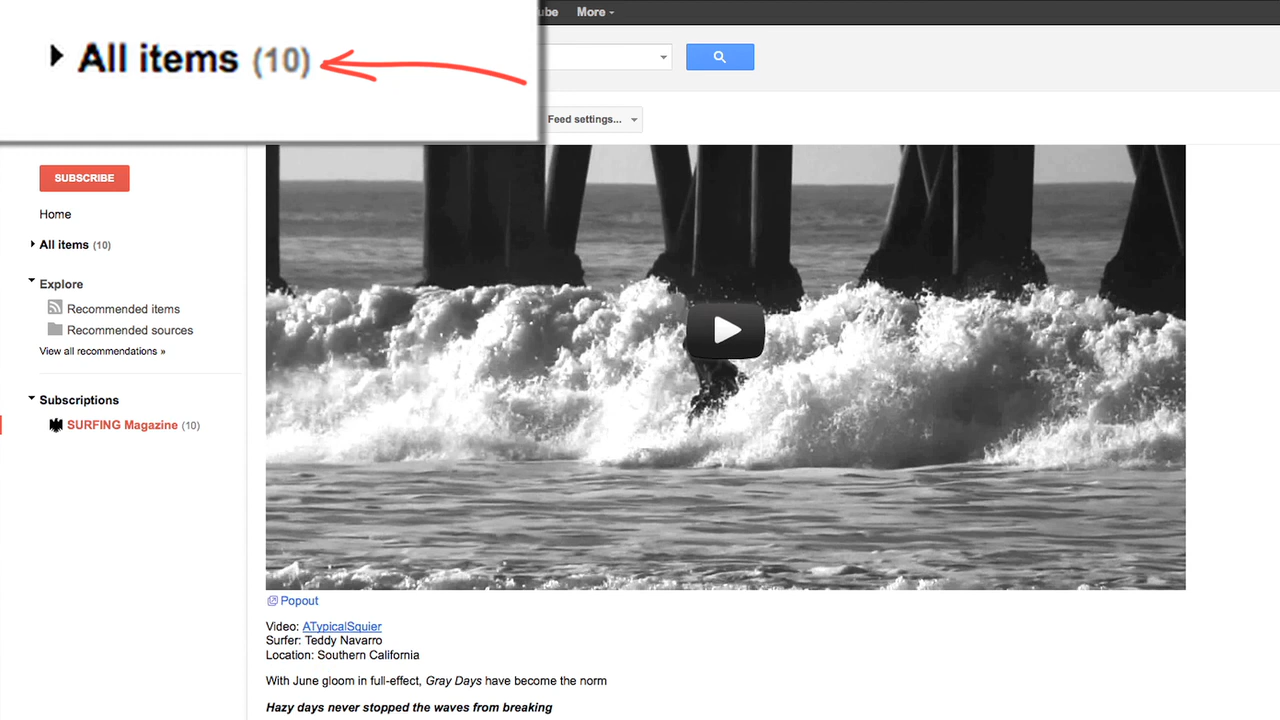 All items (10)
ube More
Feed settings...
SUBSCRIBE
Home
All items (10)
Explore
Recommended items
Recommended sources
View all recommendations »
Subscriptions
SURFING Magazine (10)
Popout
Video: ATypicalSquier
Surfer: Teddy Navarro
Location: Southern California
With June gloom in full-effect, Gray Days have become the norm
Hazy days never stopped the waves from breaking